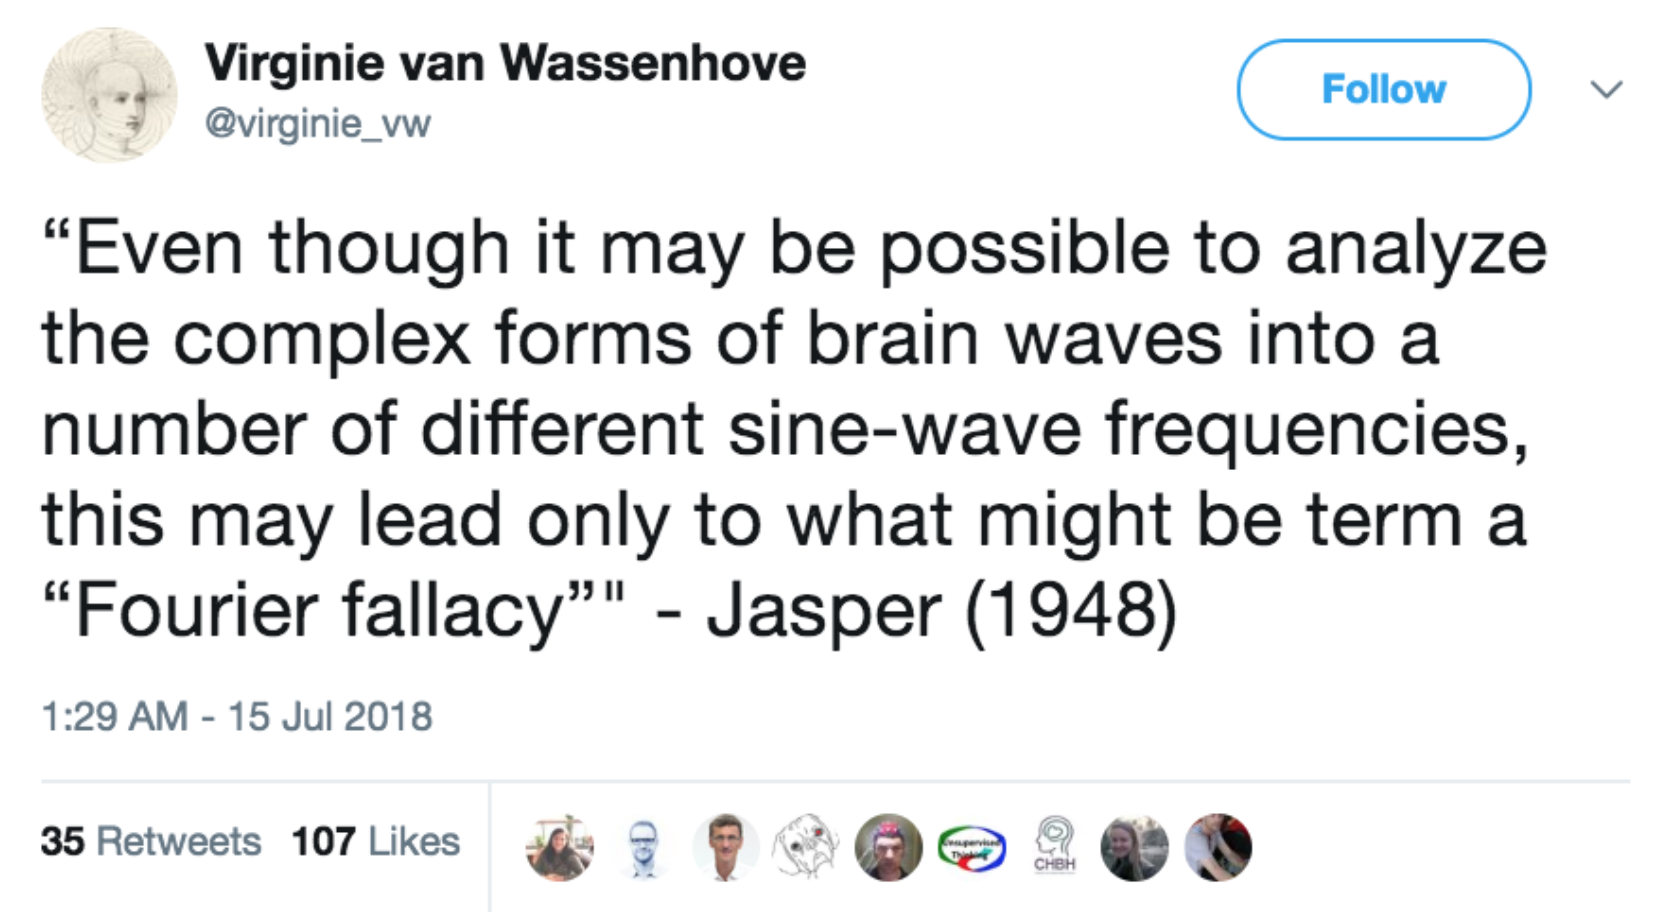 Virginie van Wassenhove
@virginie_vw
Follow
“Even though it may be possible to analyze
the complex forms of brain waves into a
number of different sine-wave frequencies,
this may lead only to what might be term a
“Fourier fallacy”" - Jasper (1948)
1:29 AM - 15 Jul 2018
35 Retweets 107 Likes
Unsupervised
Thinking
CHBH